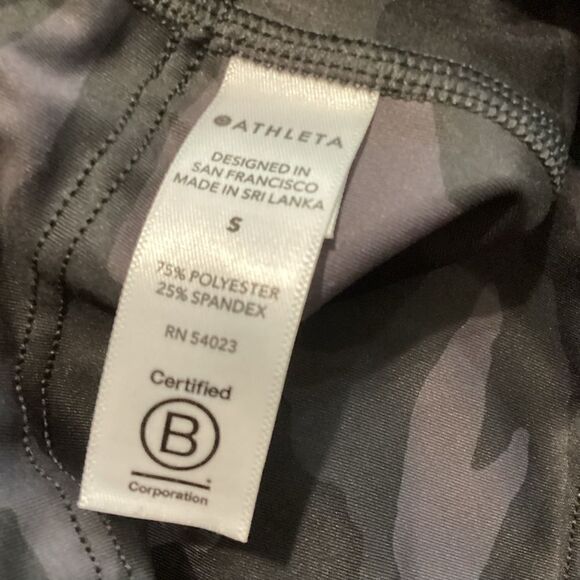 ATHLETA
DESIGNED IN
SAN FRANCISCO
MADE IN SRI LANKA
S
75% POLYESTER
25% SPANDEX
RN 54023
Certified
B
Corporation